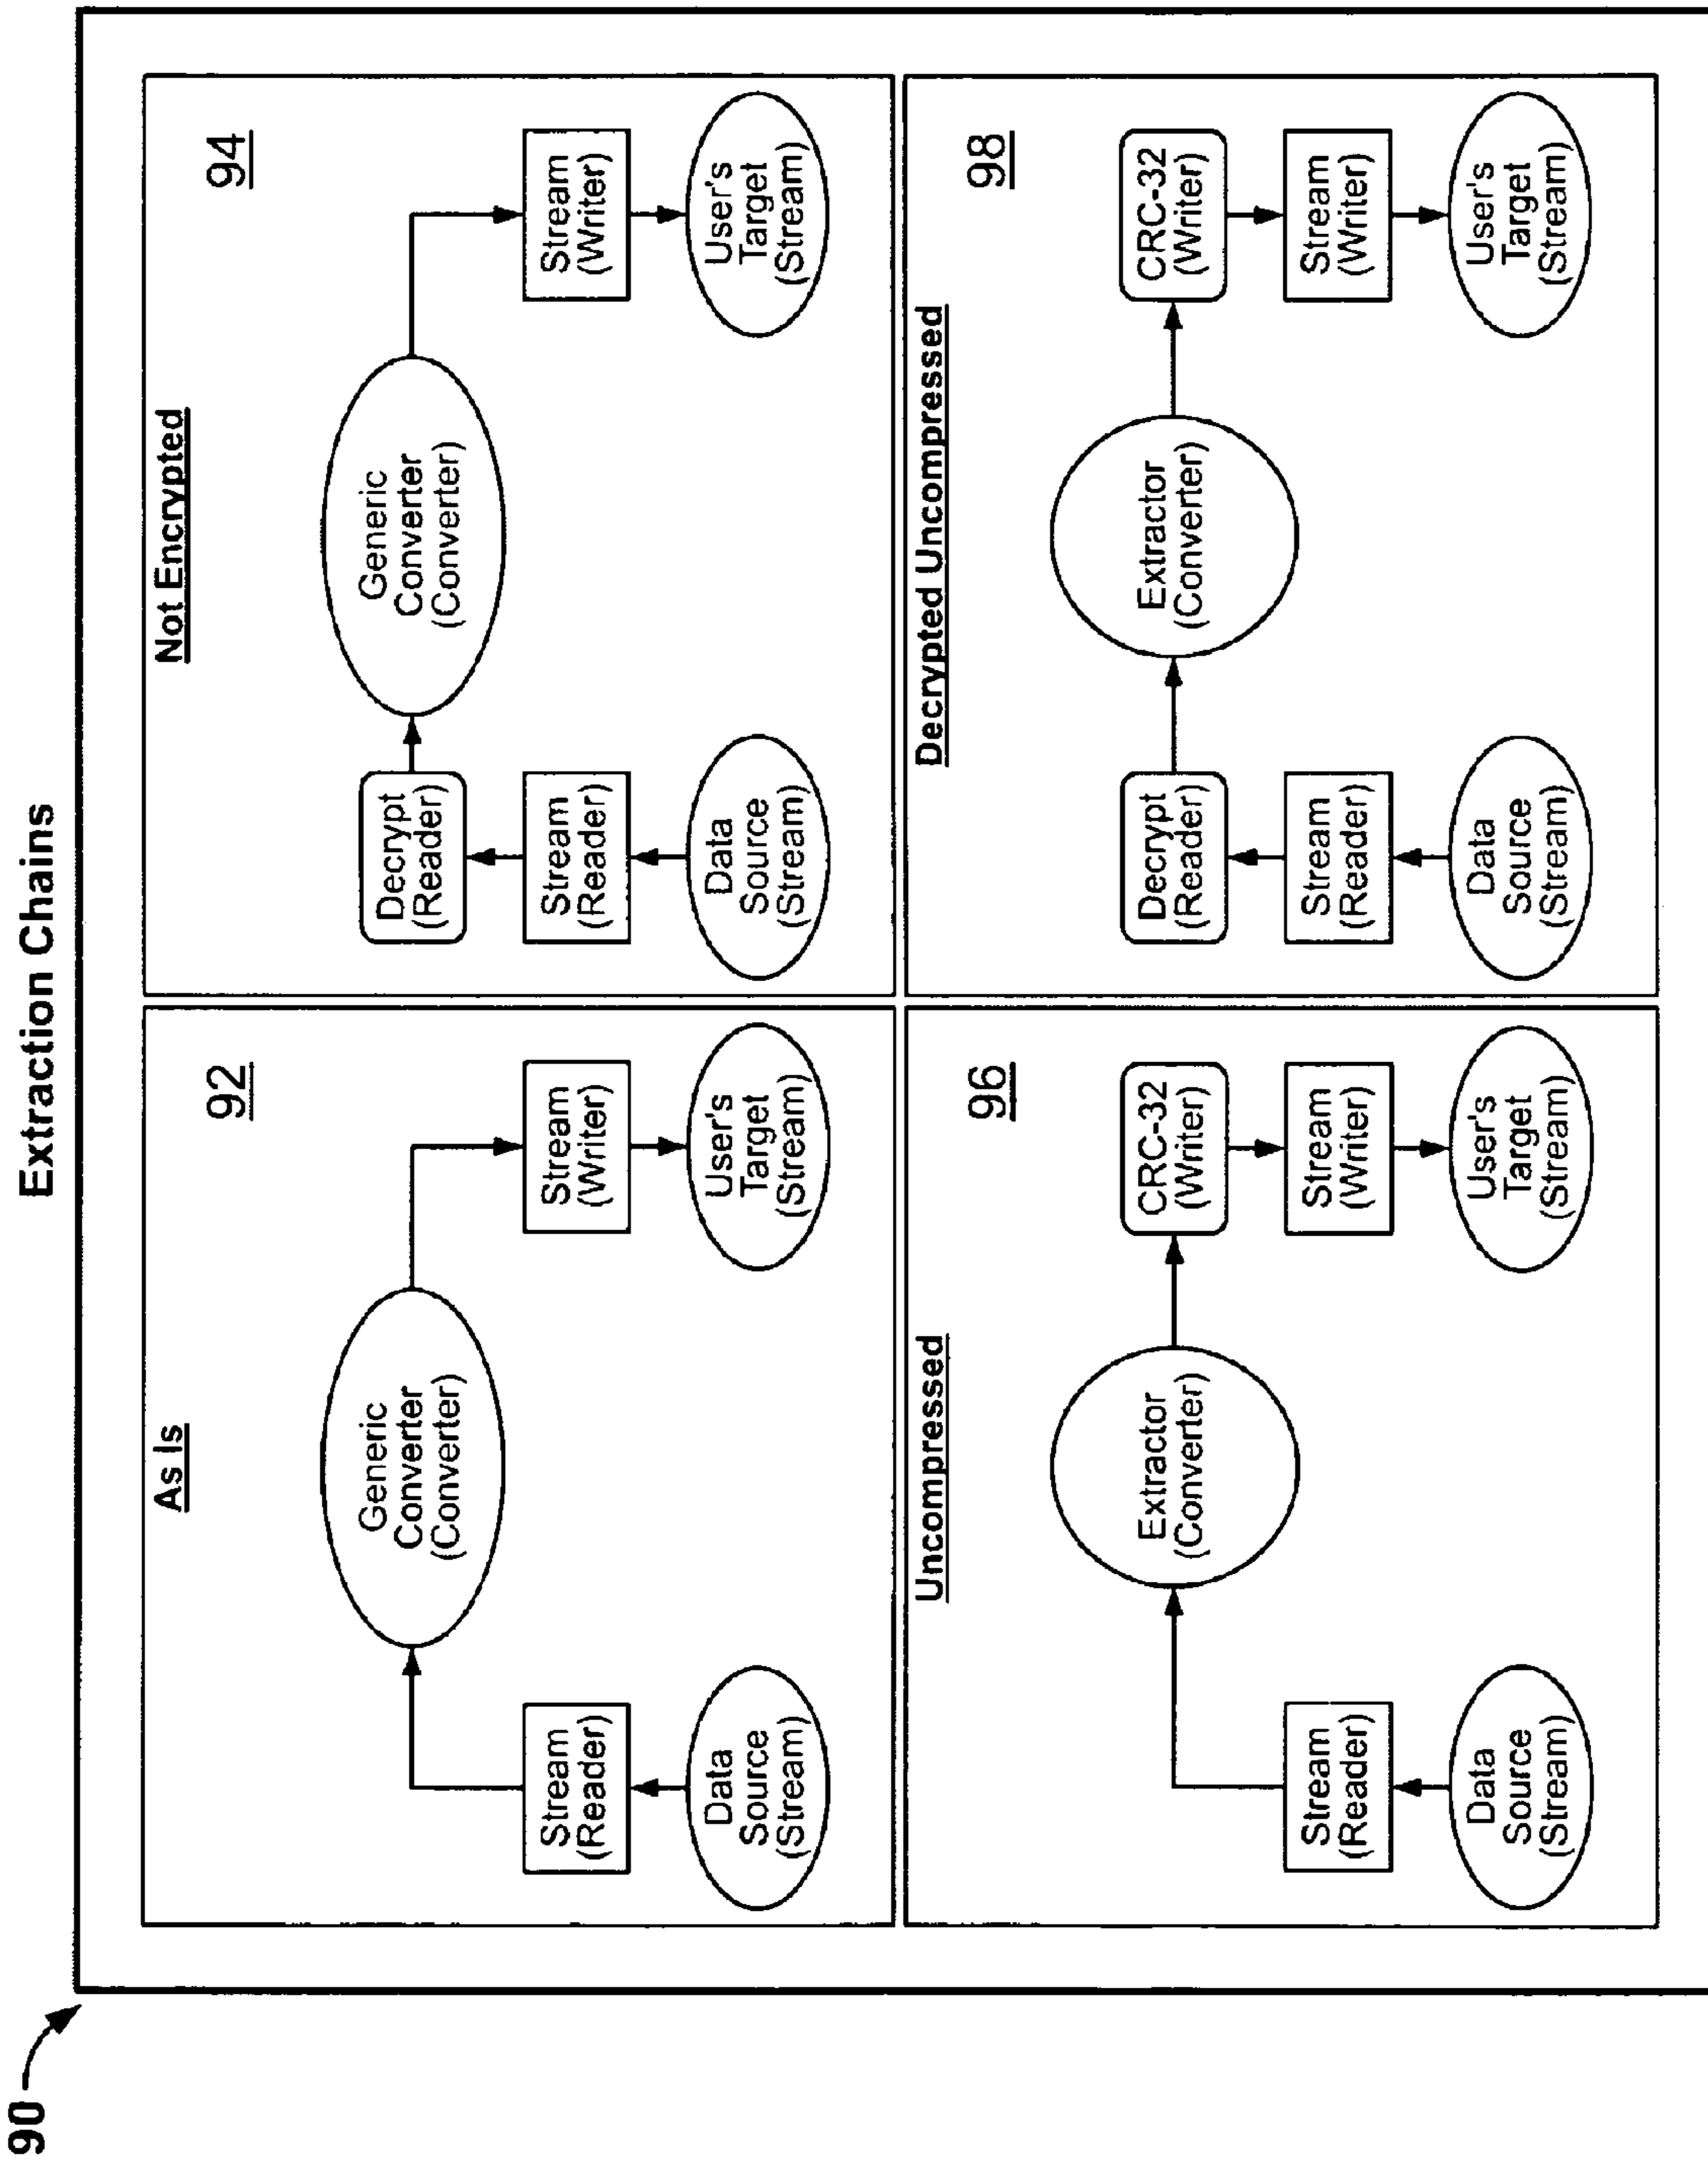 90
Extraction Chains
As Is
92
Generic
Converter
(Converter)
Stream
(Reader)
Stream
(Writer)
Data
Source
(Stream)
User's
Target
(Stream)
Not Encrypted
94
Decrypt
(Reader)
Generic
Converter
(Converter)
Stream
(Reader)
Stream
(Writer)
Data
Source
(Stream)
User's
Target
(Stream)
Uncompressed
96
Extractor
(Converter)
CRC-32
(Writer)
Stream
(Reader)
Stream
(Writer)
Data
Source
(Stream)
User's
Target
(Stream)
Decrypted Uncompressed
98
Decrypt
(Reader)
Extractor
(Converter)
CRC-32
(Writer)
Stream
(Reader)
Stream
(Writer)
Data
Source
(Stream)
User's
Target
(Stream)